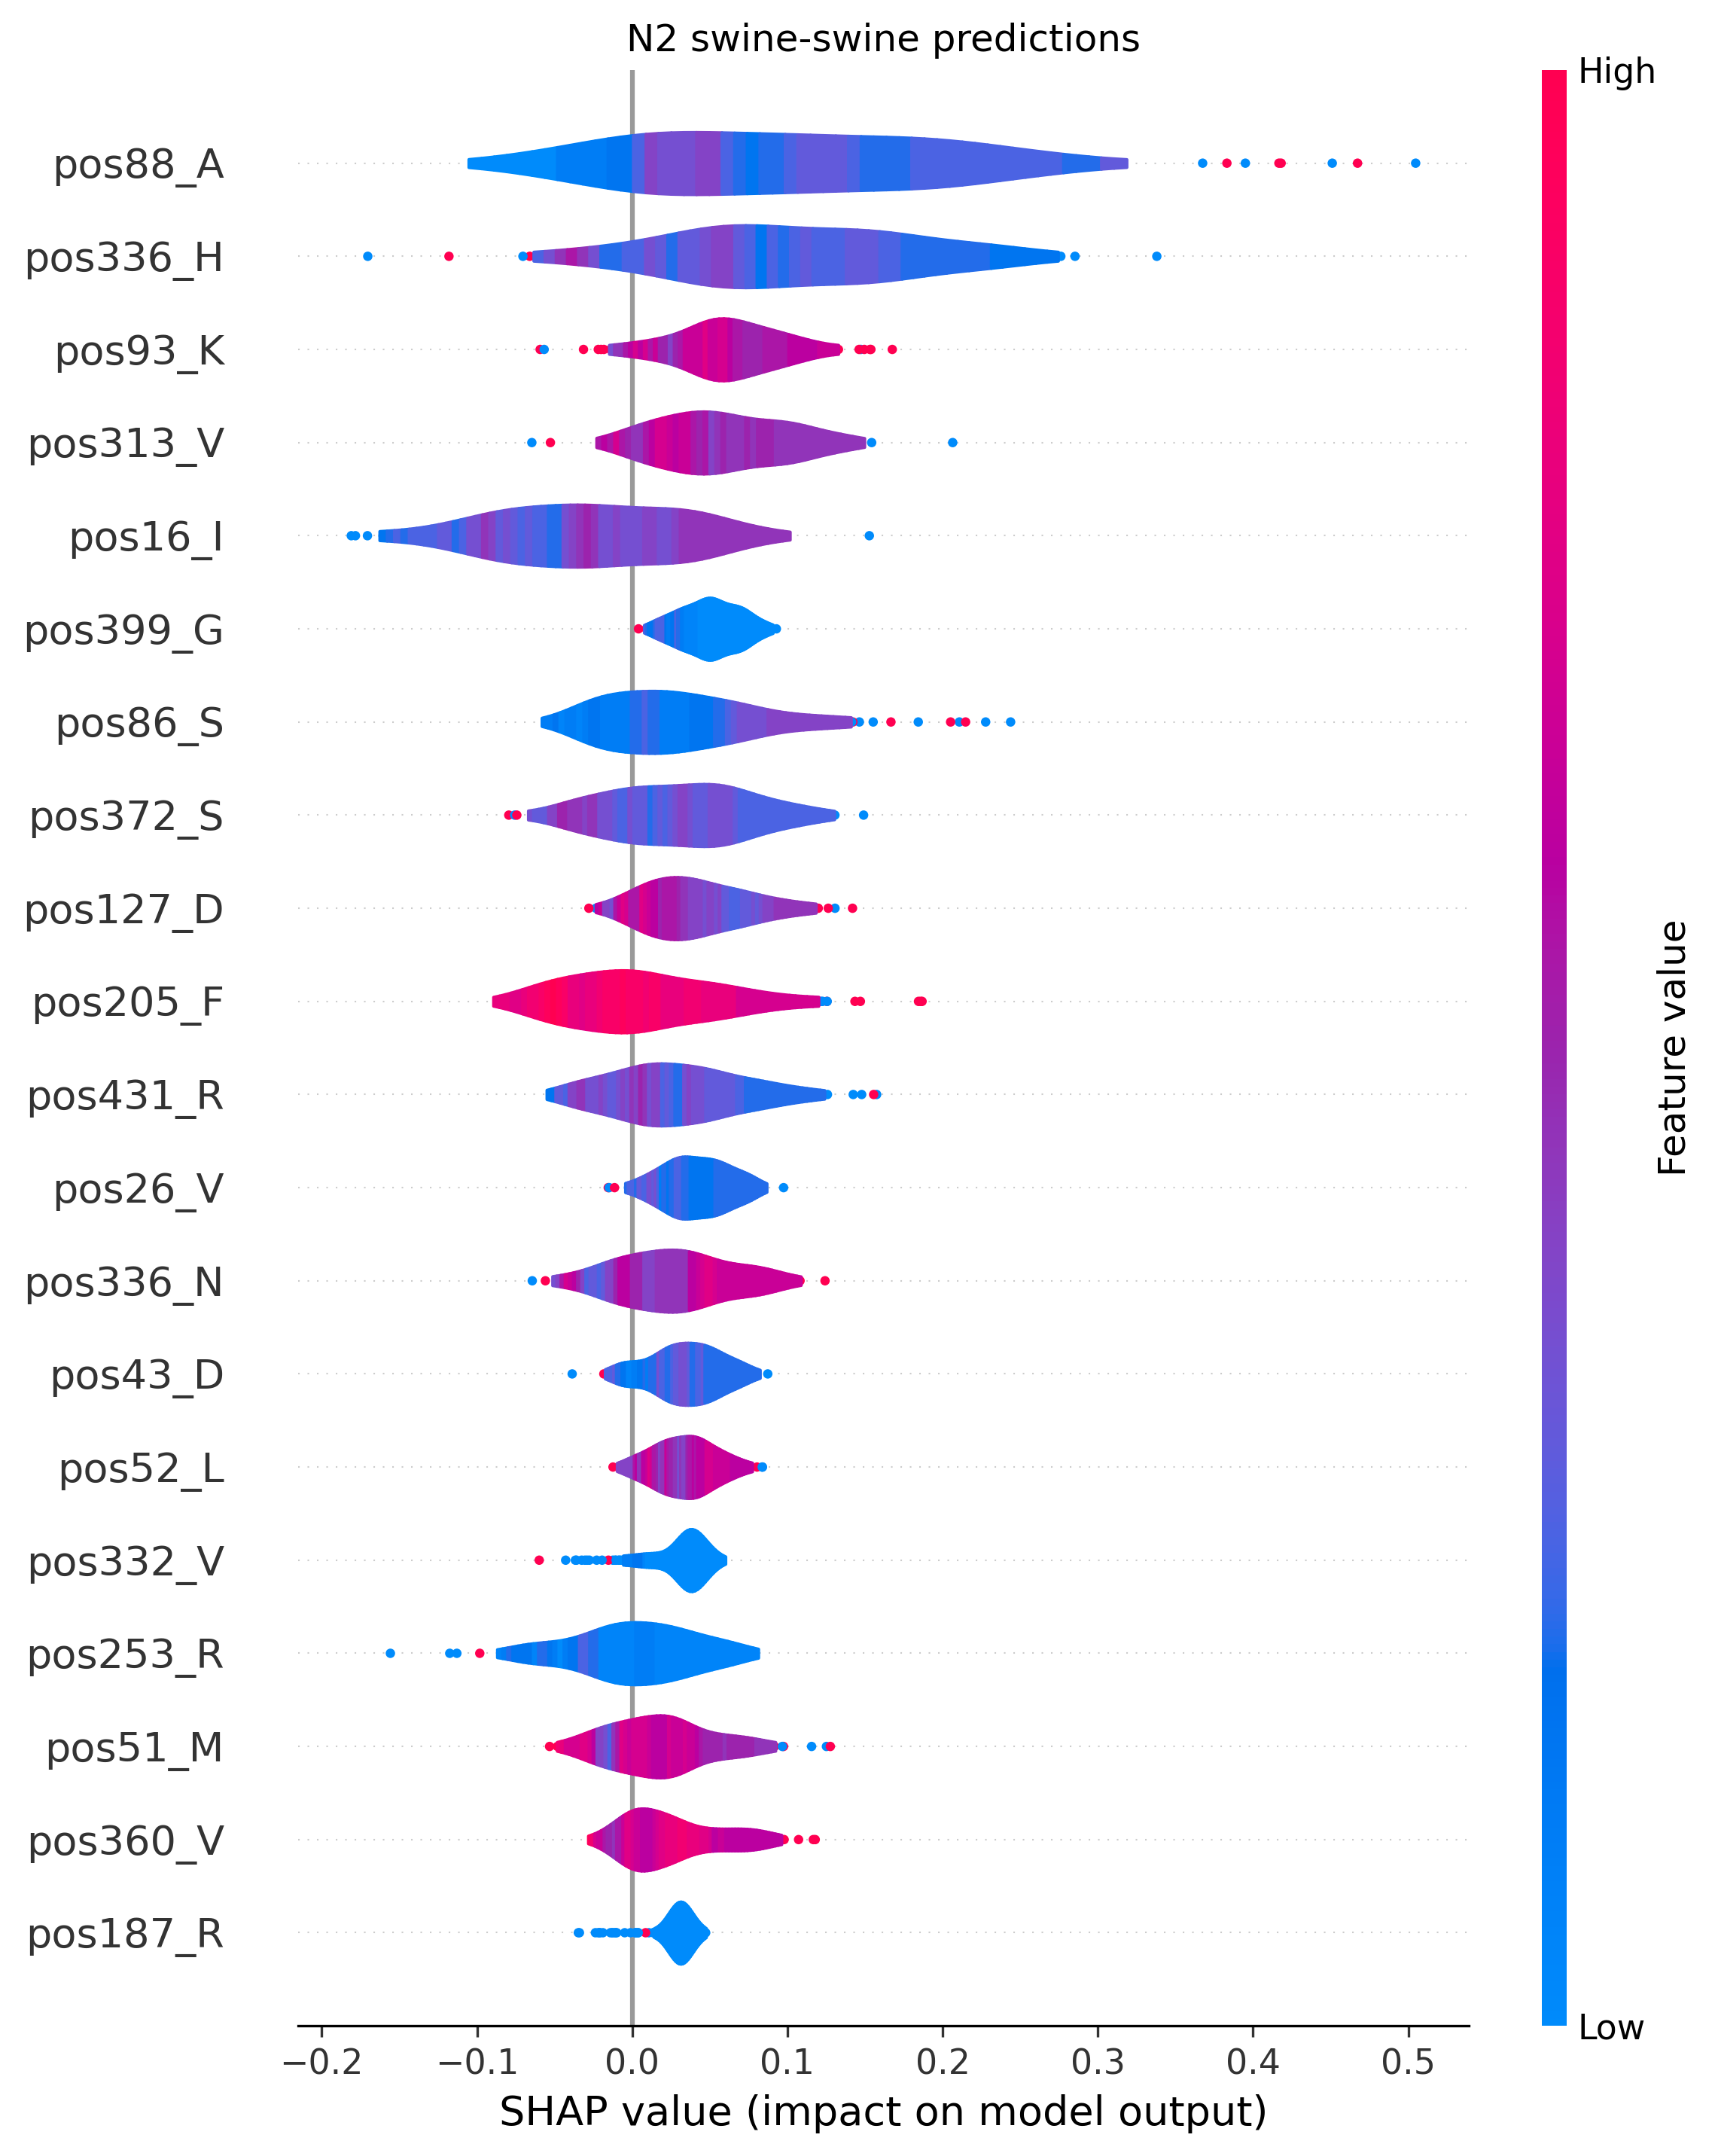 N2 swine-swine predictions
High
pos88_A
pos336_H
pos93_K
pos313_V
pos16_I
pos399_G
pos86_S
pos372_S
pos127_D
pos205_F
pos431_R
pos26_V
pos336_N
pos43_D
pos52_L
pos332_V
pos253_R
pos51_M
pos360_V
pos187_R
Feature value
Low
−0.2 −0.1 0.0 0.1 0.2 0.3 0.4 0.5
SHAP value (impact on model output)